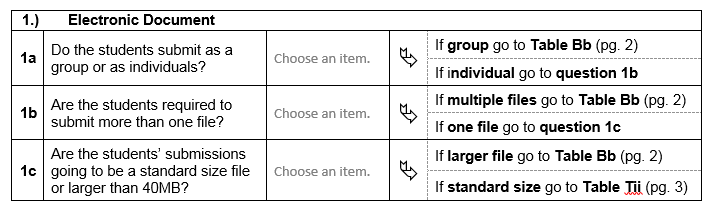 1.) Electronic Document
1a
Do the students submit as a
group or as individuals?
Choose an item.
If group go to Table Bb (pg. 2)
If individual go to question 1b
1b
Are the students required to
submit more than one file?
Choose an item.
If multiple files go to Table Bb (pg. 2)
If one file go to question 1c
1c
Are the students' submissions
going to be a standard size file
or larger than 40MB?
Choose an item.
If larger file go to Table Bb (pg. 2)
If standard size go to Table Tii (pg. 3)